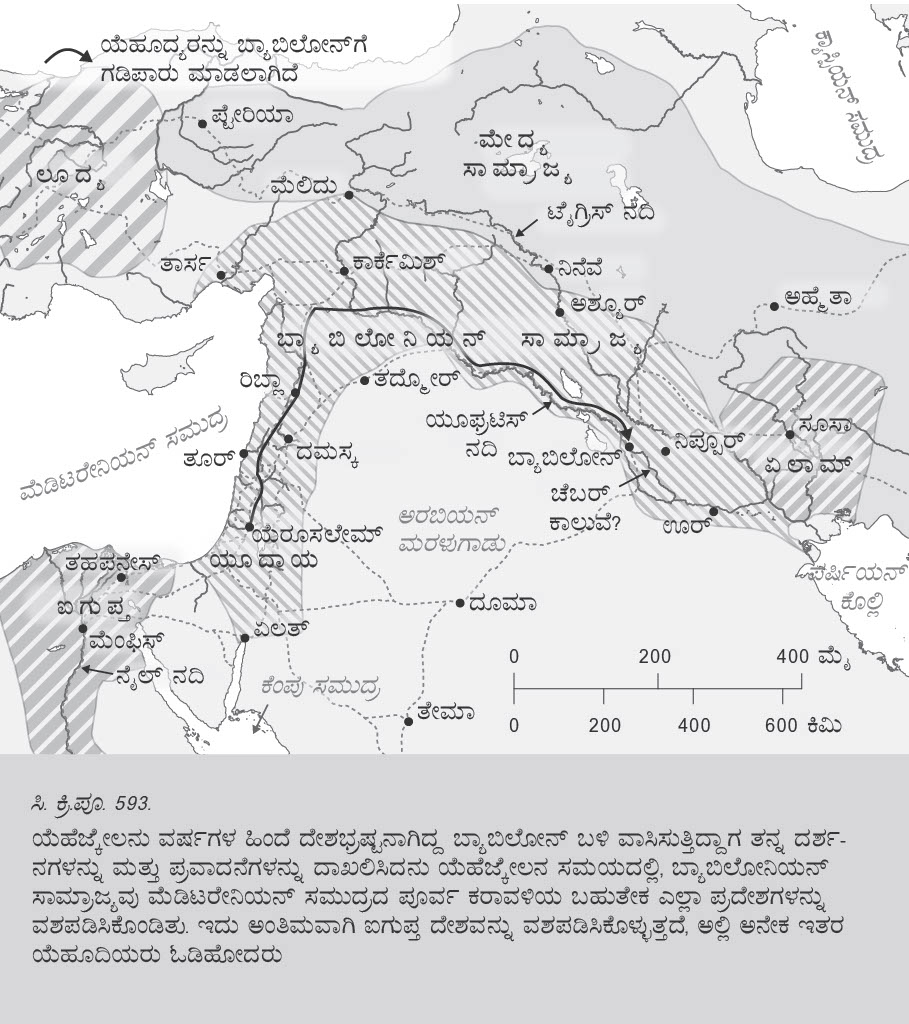 ಯೆಹೂದ್ಯರನ್ನು ಬ್ಯಾಬಿಲೋನ್‌ಗೆ
ಗಡಿಪಾರು ಮಾಡಲಾಗಿದೆ
ಕ್ಯಾಸ್ಪಿಯನ್ ಸಮುದ್ರ
ಪ್ಟೇರಿಯಾ
ಮೇದ್ಯ
ಸಾಮ್ರಾಜ್ಯ
ಲೂದ್ಯ
ಮೆಲಿದು
ಟೈಗ್ರಿಸ್ ನದಿ
ತಾರ್ಸ
ಕಾರ್ಕೆಮಿಶ್
ನಿನೆವೆ
ಅಶ್ಯೂರ್
ಅಹ್ಮೆತಾ
ಬ್ಯಾಬಿಲೋನಿಯನ್ ಸಾಮ್ರಾಜ್ಯ
ರಿಬ್ಲಾ
ತದ್ಮೋರ್
ಮೆಡಿಟರೇನಿಯನ್ ಸಮುದ್ರ
ಯೂಫ್ರಟಿಸ್
ನದಿ
ಸೂಸಾ
ತೂರ್
ದಮಸ್ಕ
ಬ್ಯಾಬಿಲೋನ್
ನಿಪ್ಪೂರ್
ಏಲಾಮ್
ಚೆಬರ್
ಕಾಲುವೆ?
ಊರ್
ಅರಬಿಯನ್
ಮರಳುಗಾಡು
ಯೆರೂಸಲೇಮ್
ಯೂದಾಯ
ತಹಪನೇಸ್
ಪರ್ಷಿಯನ್
ಕೊಲ್ಲಿ
ಐಗುಪ್ತ
ದೂಮಾ
ಮೆಂಫಿಸ್
ಏಲತ್
ನೈಲ್ ನದಿ
ಕೆಂಪು ಸಮುದ್ರ
ತೇಮಾ
0 200 400 ಮೈ
0 200 400 600 ಕಿಮಿ
ಸಿ. ಕ್ರಿ.ಪೂ. 593.
ಯೆಹೆಜ್ಕೇಲನು ವರ್ಷಗಳ ಹಿಂದೆ ದೇಶಭ್ರಷ್ಟನಾಗಿದ್ದ ಬ್ಯಾಬಿಲೋನ್ ಬಳಿ ವಾಸಿಸುತ್ತಿದ್ದಾಗ ತನ್ನ ದರ್ಶ-
ನಗಳನ್ನು ಮತ್ತು ಪ್ರವಾದನೆಗಳನ್ನು ದಾಖಲಿಸಿದನು ಯೆಹೆಜ್ಕೇಲನ ಸಮಯದಲ್ಲಿ, ಬ್ಯಾಬಿಲೋನಿಯನ್
ಸಾಮ್ರಾಜ್ಯವು ಮೆಡಿಟರೇನಿಯನ್ ಸಮುದ್ರದ ಪೂರ್ವ ಕರಾವಳಿಯ ಬಹುತೇಕ ಎಲ್ಲಾ ಪ್ರದೇಶಗಳನ್ನು
ವಶಪಡಿಸಿಕೊಂಡಿತು. ಇದು ಅಂತಿಮವಾಗಿ ಐಗುಪ್ತ ದೇಶವನ್ನು ವಶಪಡಿಸಿಕೊಳ್ಳುತ್ತದೆ, ಅಲ್ಲಿ ಅನೇಕ ಇತರ
ಯೆಹೂದಿಯರು ಓಡಿಹೋದರು